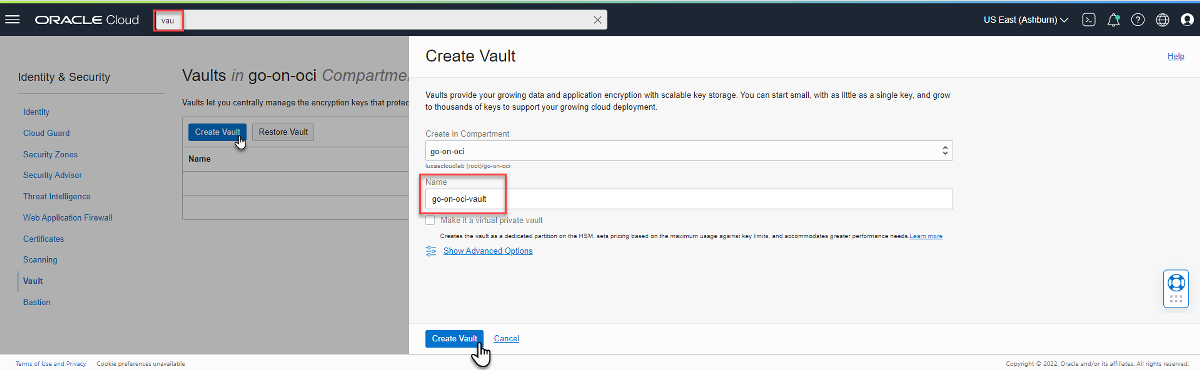 ORACLE Cloud
vau
US East (Ashburn)
Identity & Security
Identity
Cloud Guard
Security Zones
Security Advisor
Threat Intelligence
Web Application Firewall
Certificates
Scanning
Vault
Bastion
Vaults in go-on-oci Compartmen
Vaults let you centrally manage the encryption keys that protec
Create Vault
Restore Vault
Name
Create Vault
Help
Vaults provide your growing data and application encryption with scalable key storage. You can start small, with as little as a single key, and grow
to thousands of keys to support your growing cloud deployment.
Create in Compartment
go-on-oci
lucascloudlab (root)/go-on-oci
Name
go-on-oci-vault
Make it a virtual private vault
Creates the vault as a dedicated partition on the HSM, sets pricing based on the maximum usage against key limits, and accommodates greater performance needs. Learn more
Show Advanced Options
Create Vault
Cancel
Terms of Use and Privacy
Cookie preferences unavailable
Copyright © 2022, Oracle and/or its affiliates. All rights reserved.